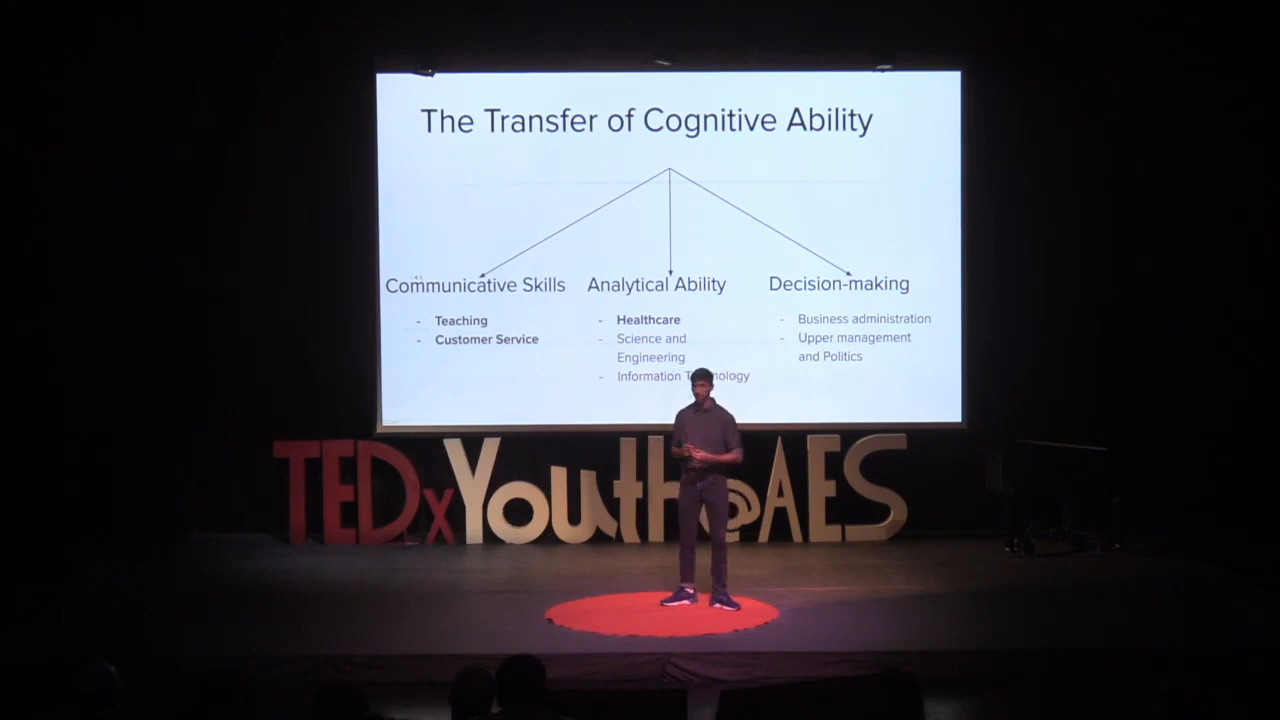 The Transfer of Cognitive Ability
Communicative Skills
- Teaching
- Customer Service
Analytical Ability
- Healthcare
- Science and
Engineering
- Information
Decision-making
- Business administration
- Upper management
and Politics
TEDxYouth@AES